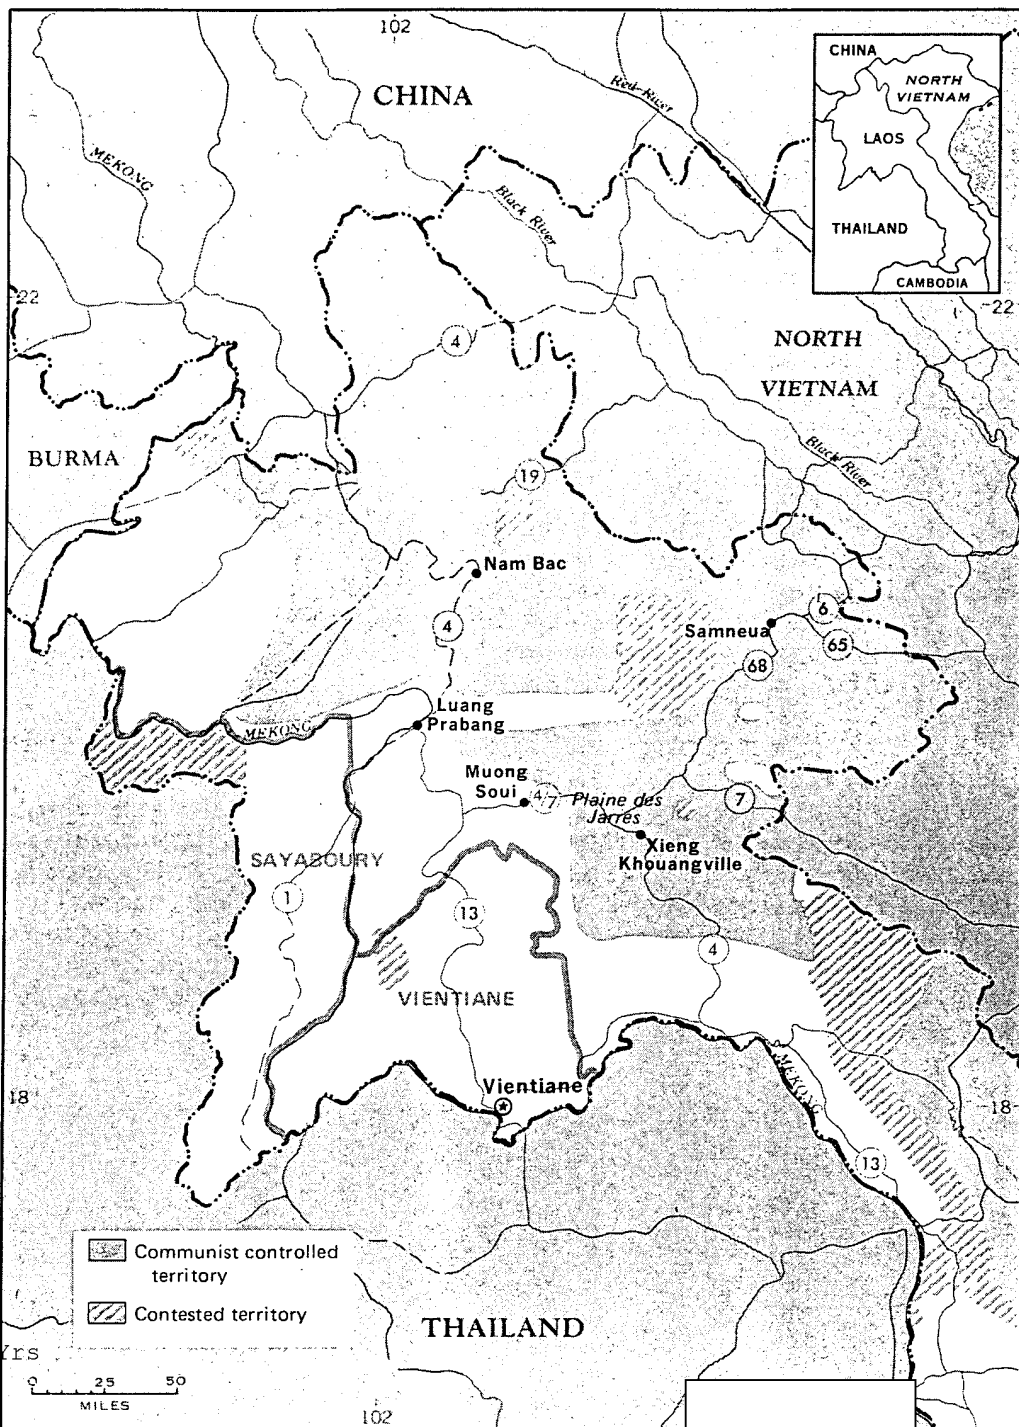 102
CHINA
MEKONG
Red River
Black River
CHINA
NORTH
VIETNAM
LAOS
THAILAND
CAMBODIA
22
22
4
NORTH
VIETNAM
BURMA
Black River
19
Nam Bac
4
Samneua
6
65
68
Luang
Prabang
MEKONG
Muong
Soui
4/7
Plaine des
Jarres
7
Xieng
Khouangville
SAYABOURY
1
13
4
VIENTIANE
Vientiane
MEKONG
18
18
13
Communist controlled
territory
Contested territory
THAILAND
Yrs
0 25 50
MILES
102